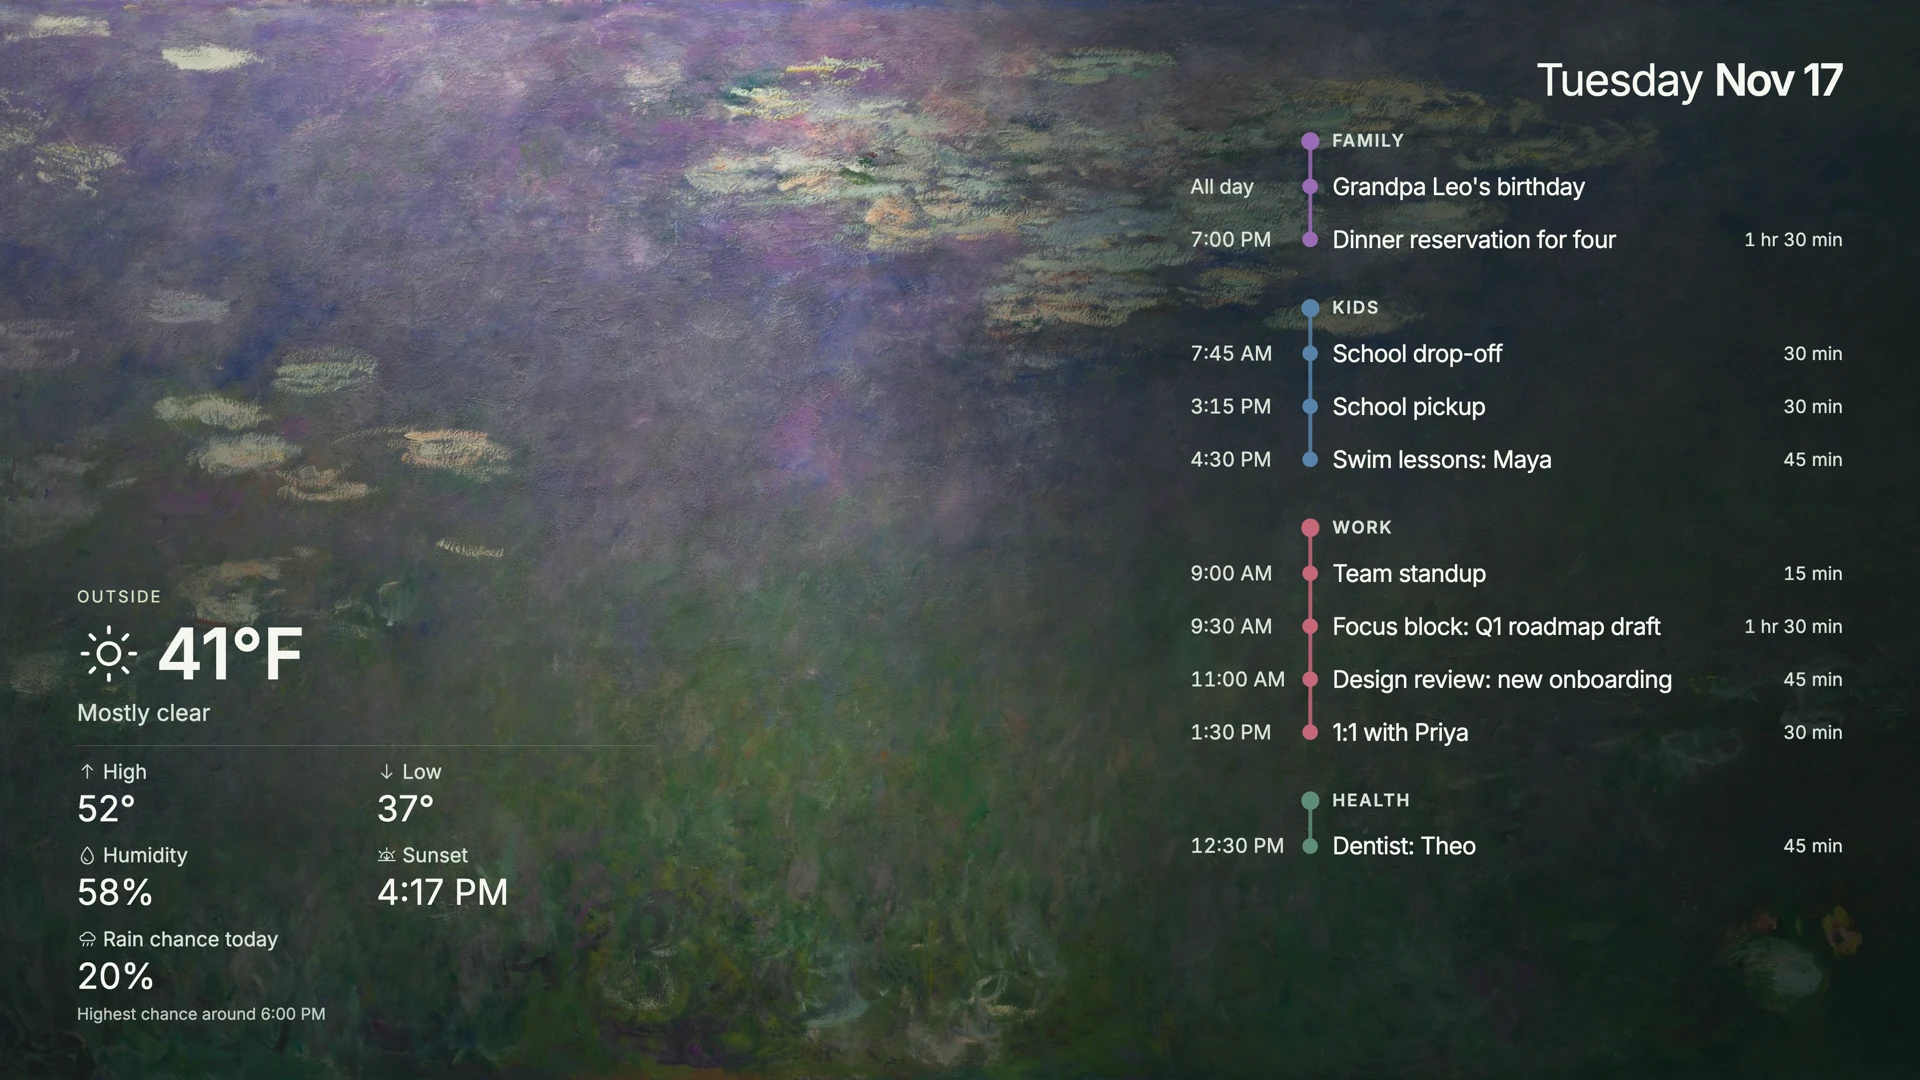 Tuesday Nov 17
FAMILY
All day Grandpa Leo's birthday
7:00 PM Dinner reservation for four 1 hr 30 min
KIDS
7:45 AM School drop-off 30 min
3:15 PM School pickup 30 min
4:30 PM Swim lessons: Maya 45 min
WORK
9:00 AM Team standup 15 min
9:30 AM Focus block: Q1 roadmap draft 1 hr 30 min
11:00 AM Design review: new onboarding 45 min
1:30 PM 1:1 with Priya 30 min
HEALTH
12:30 PM Dentist: Theo 45 min
OUTSIDE
41°F
Mostly clear
High Low
52° 37°
Humidity Sunset
58% 4:17 PM
Rain chance today
20%
Highest chance around 6:00 PM